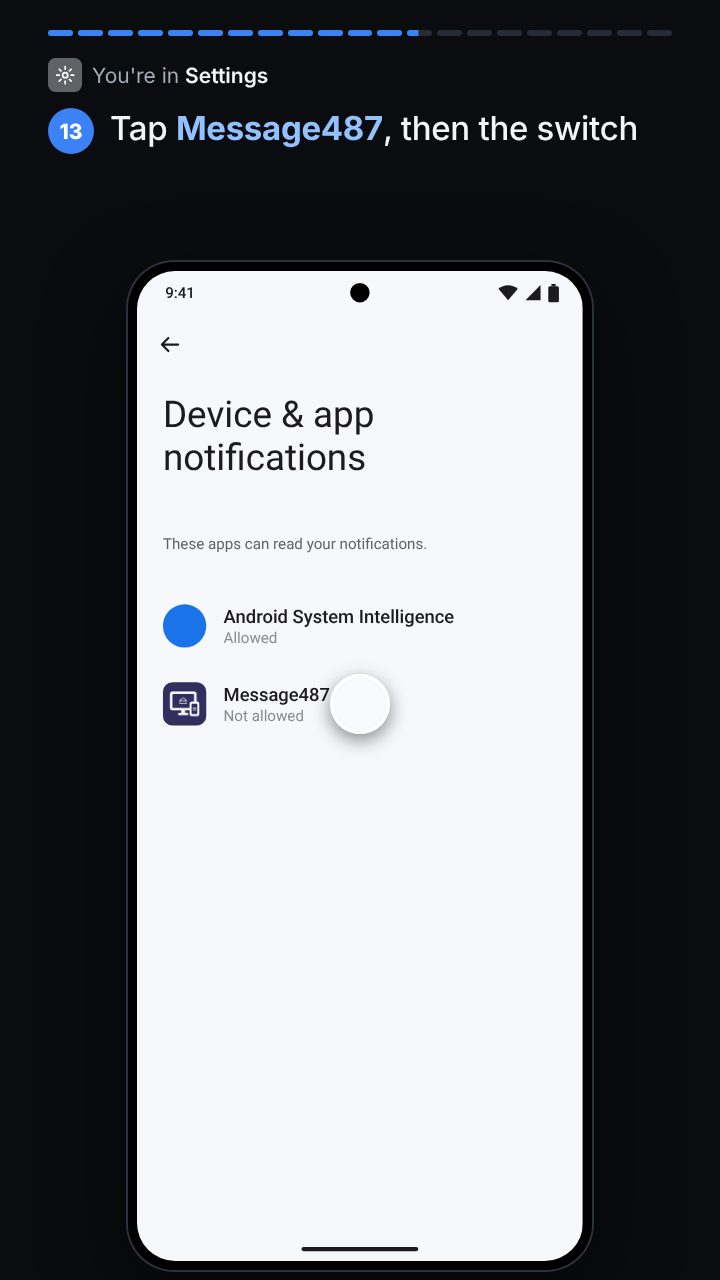 You're in Settings
13 Tap Message487, then the switch
9:41
Device & app
notifications
These apps can read your notifications.
Android System Intelligence
Allowed
Message487
Not allowed